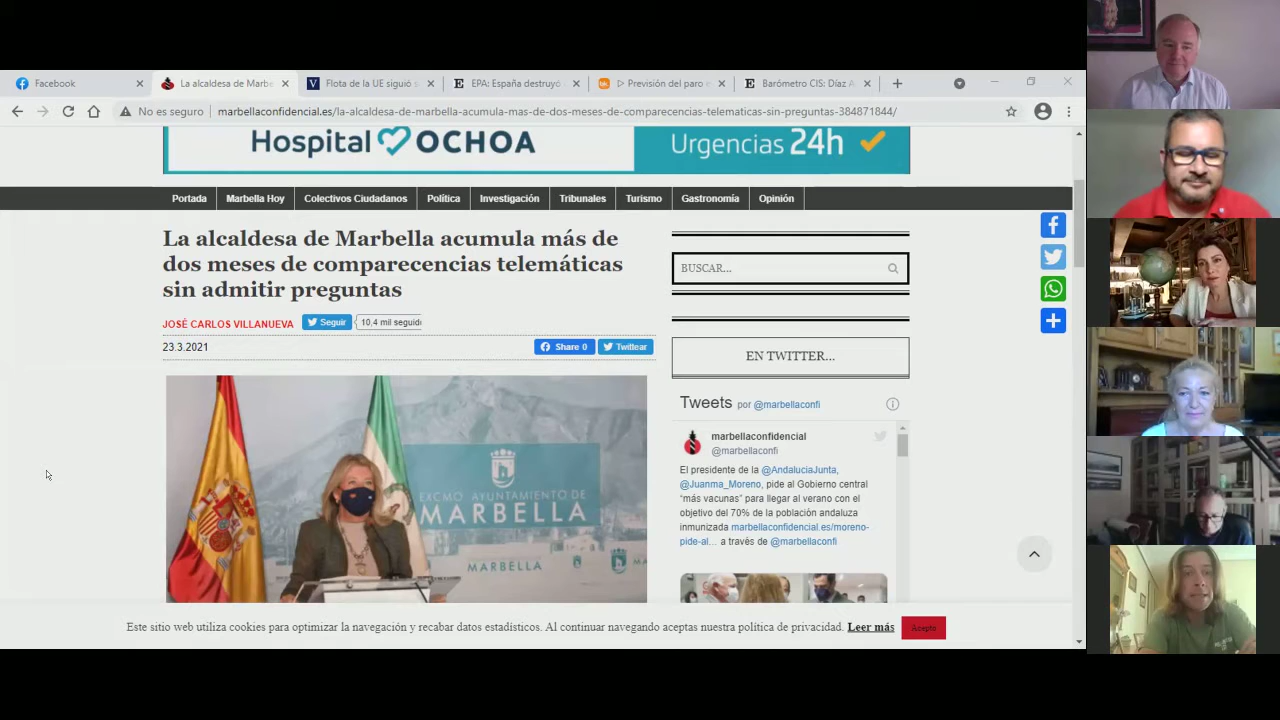 Facebook
La alcaldesa de Marbe
Flota de la UE siguió s
EPA: España destruyó
▷ Previsión del paro e
Barómetro CIS: Díaz A
No es seguro
marbellaconfidencial.es/la-alcaldesa-de-marbella-acumula-mas-de-dos-meses-de-comparecencias-telematicas-sin-preguntas-384871844/
Hospital OCHOA
Urgencias 24h
Portada
Marbella Hoy
Colectivos Ciudadanos
Política
Investigación
Tribunales
Turismo
Gastronomía
Opinión
La alcaldesa de Marbella acumula más de
dos meses de comparecencias telemáticas
sin admitir preguntas
JOSÉ CARLOS VILLANUEVA
Seguir
10,4 mil seguid
23.3.2021
Share 0
Twittear
EXCMO AYUNTAMIENTO DE
MARBELLA
MARBELLA
BUSCAR...
EN TWITTER...
Tweets por @marbellaconfi
marbellaconfidencial
@marbellaconfi
El presidente de la @AndaluciaJunta,
@Juanma_Moreno, pide al Gobierno central
“más vacunas” para llegar al verano con el
objetivo del 70% de la población andaluza
inmunizada marbellaconfidencial.es/moreno-
pide-al... a través de @marbellaconfi
Este sitio web utiliza cookies para optimizar la navegación y recabar datos estadísticos. Al continuar navegando aceptas nuestra política de privacidad. Leer más
Acepto